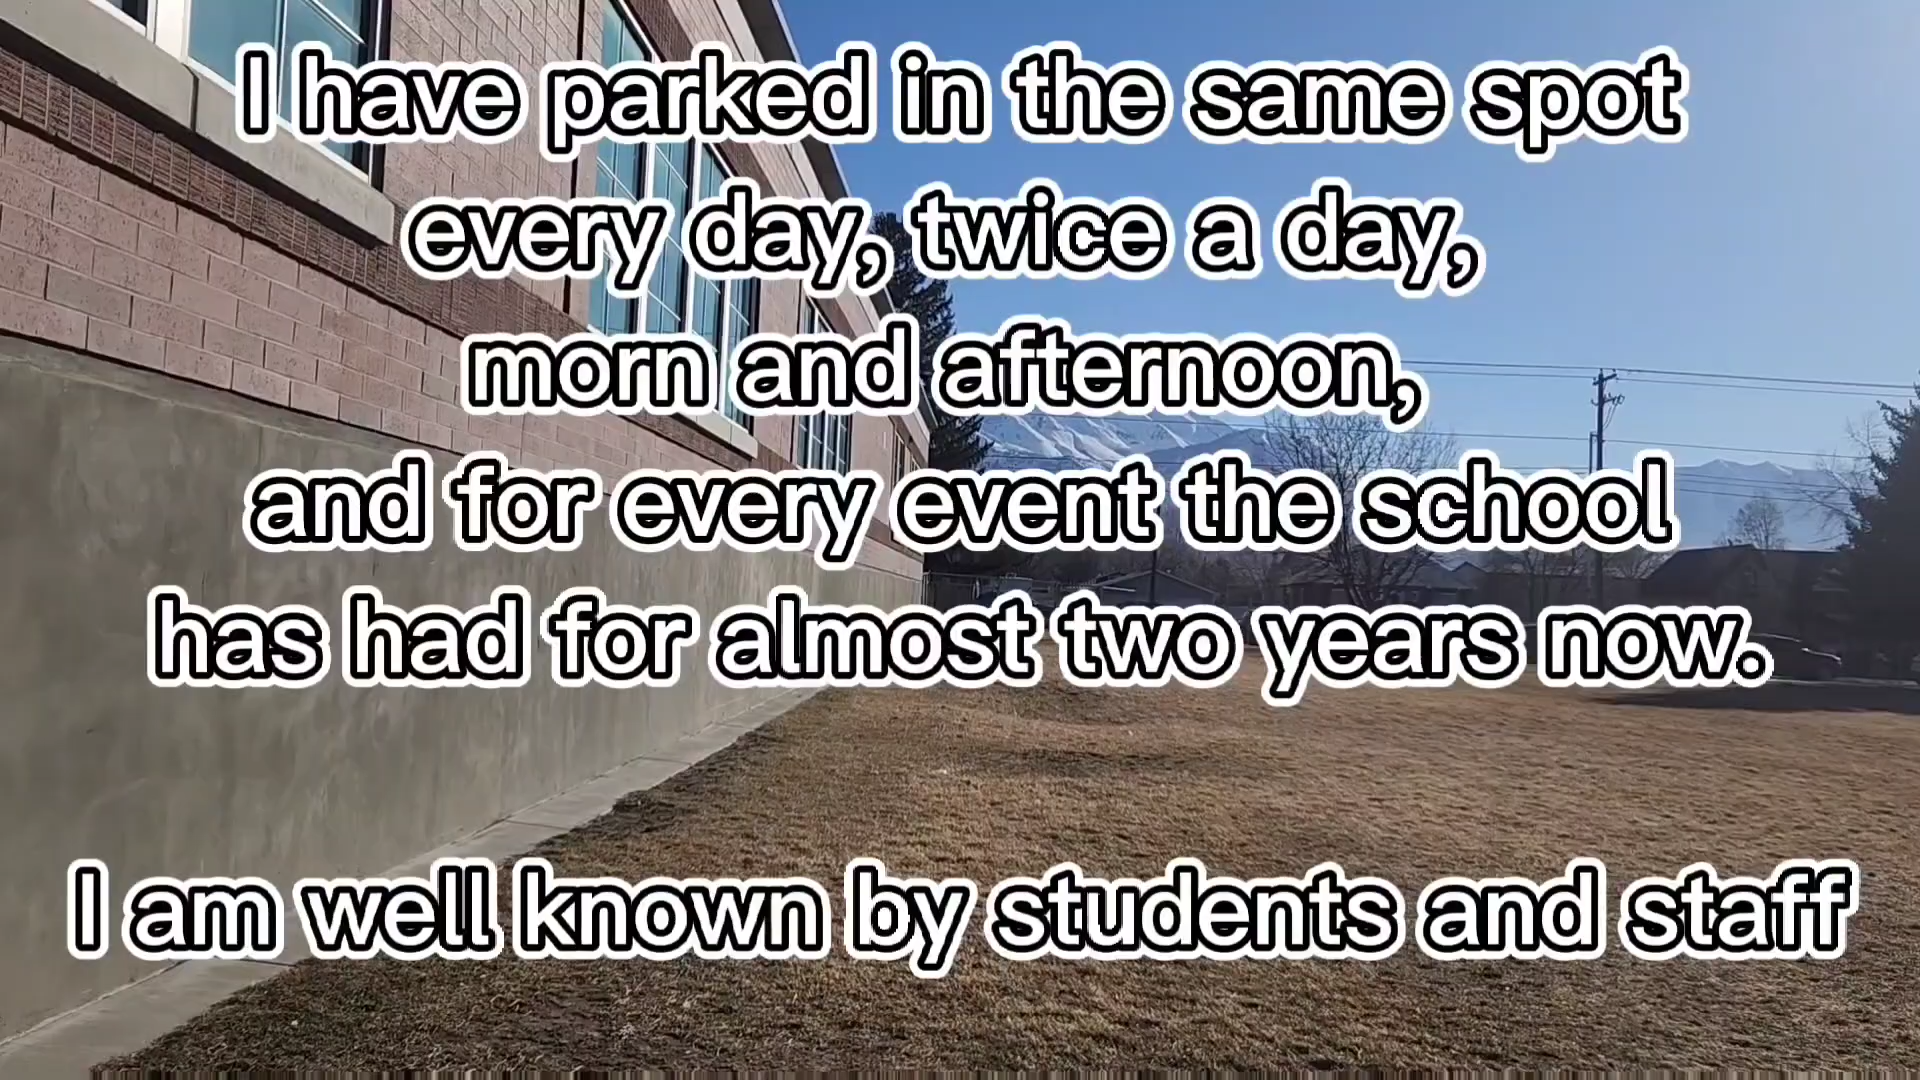 I have parked in the same spot
every day, twice a day,
morn and afternoon,
and for every event the school
has had for almost two years now.
I am well known by students and staff